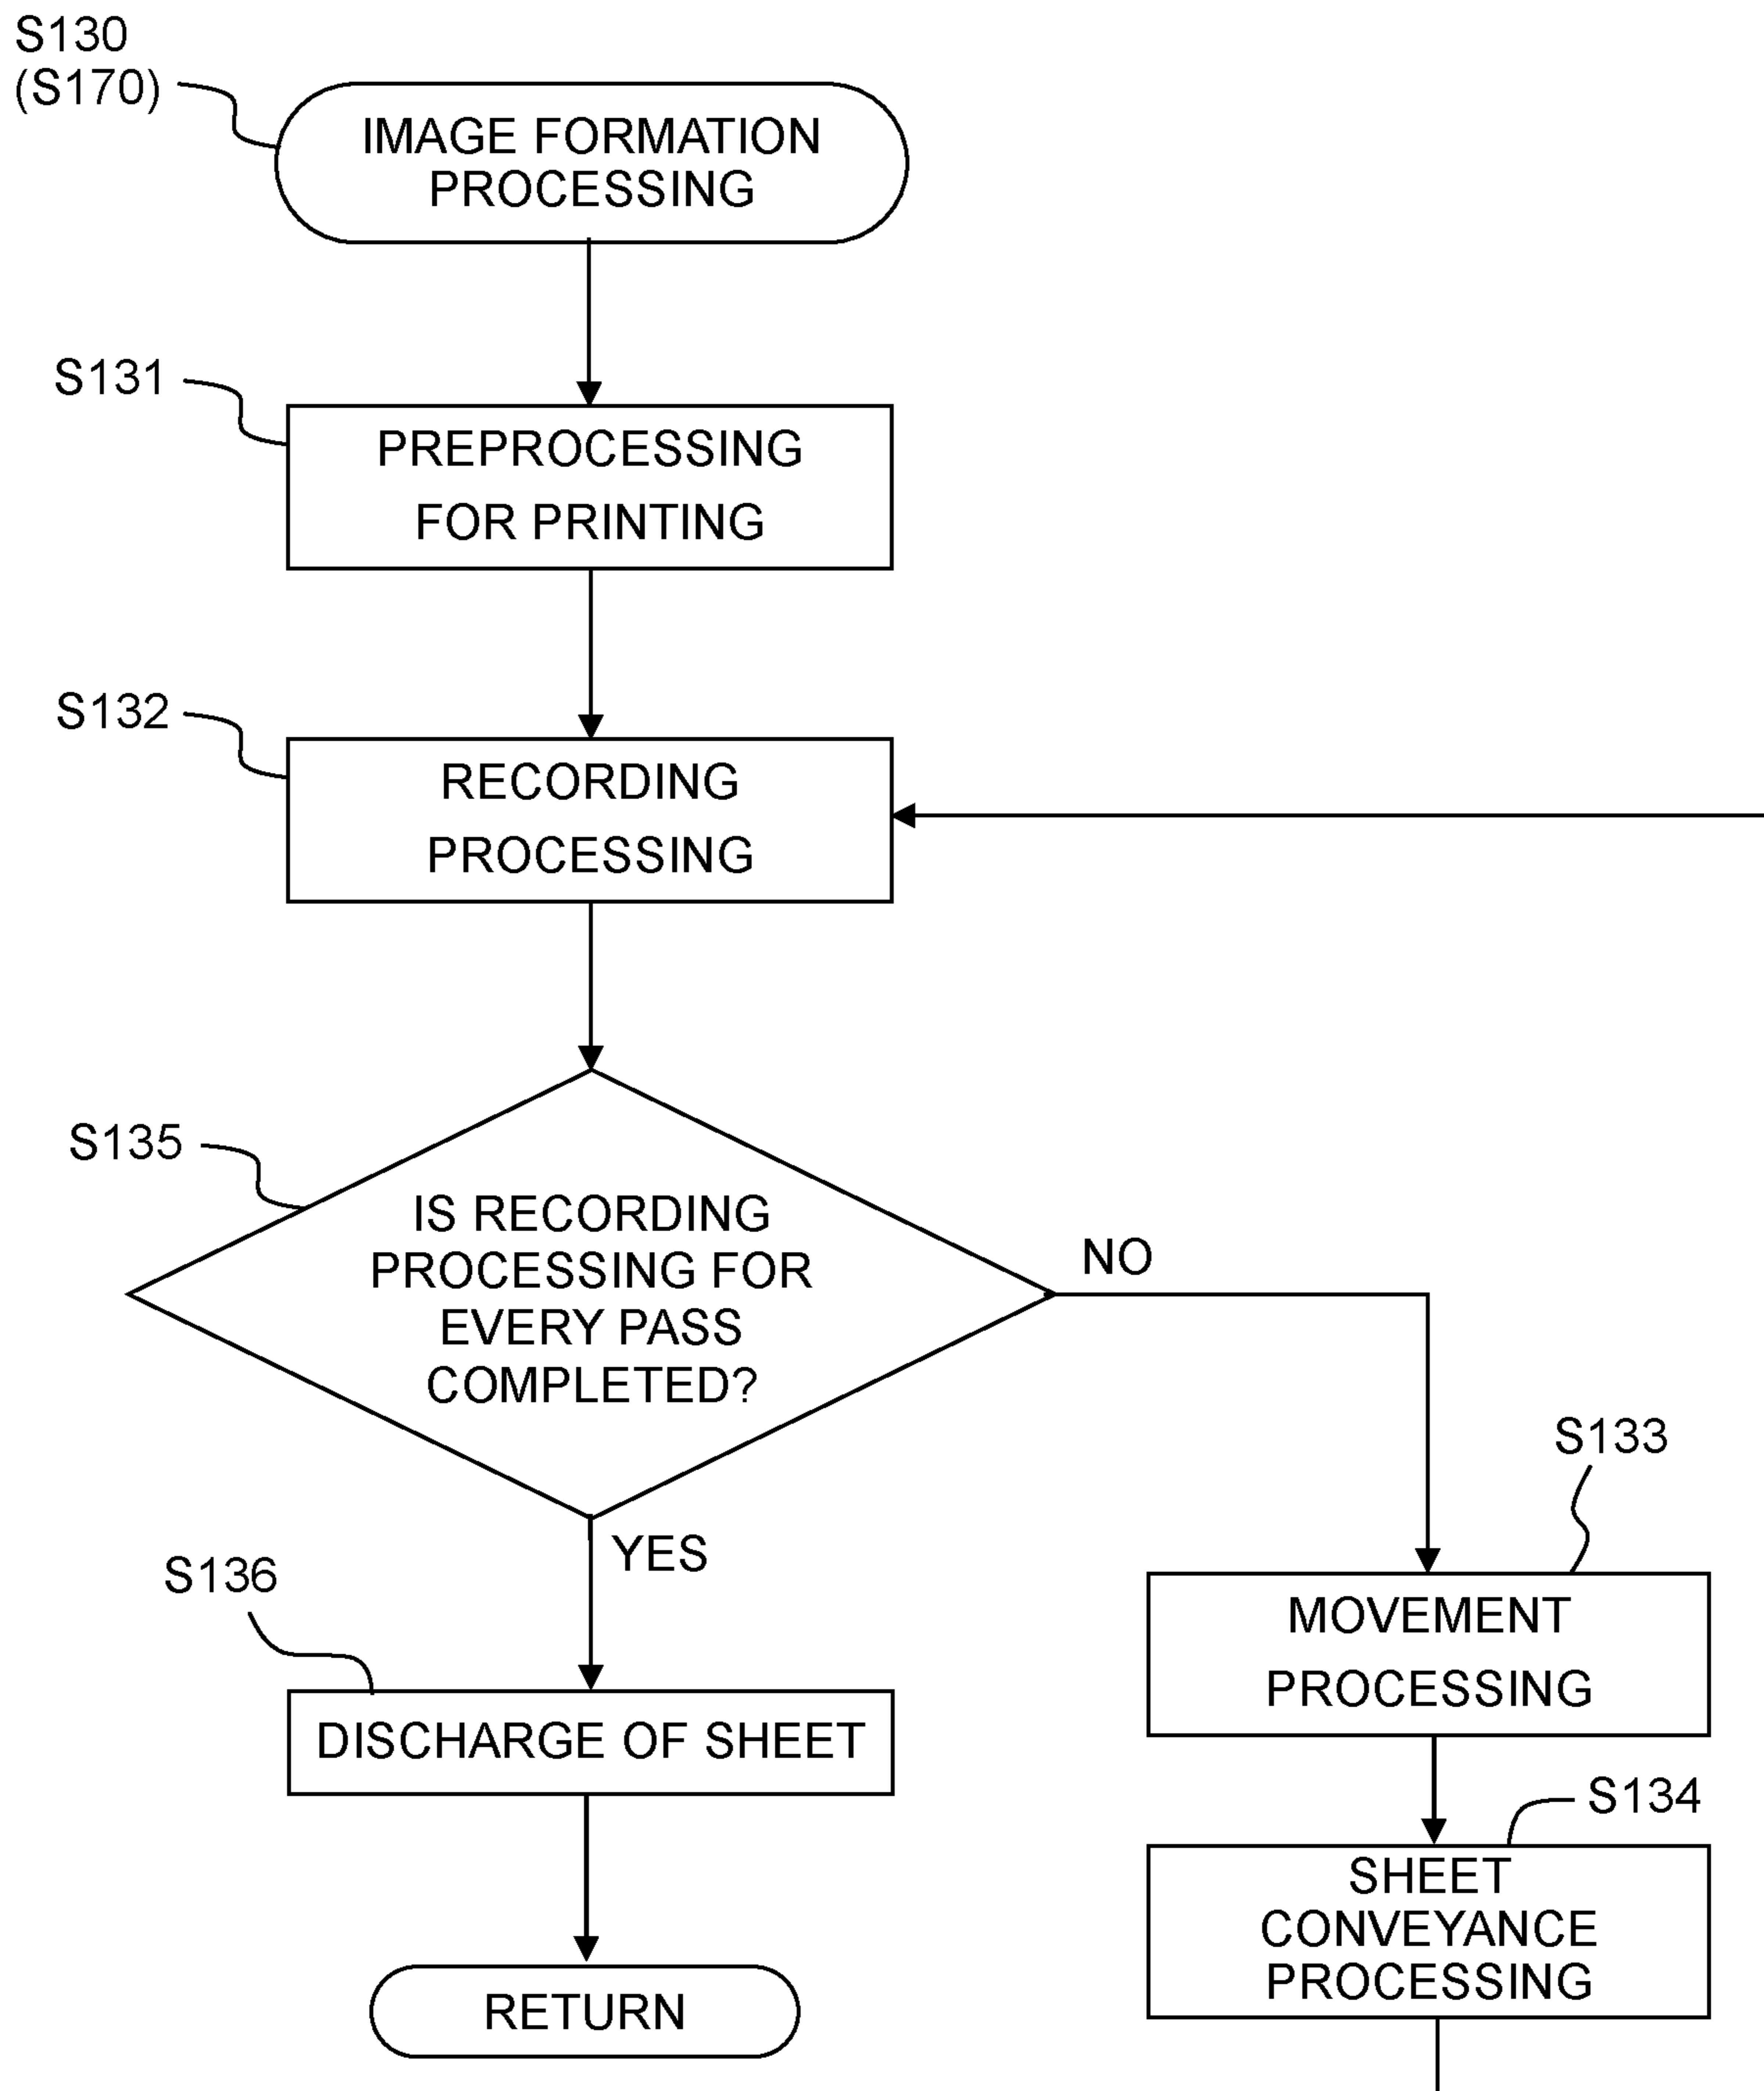 S130
(S170)
IMAGE FORMATION
PROCESSING
S131
PREPROCESSING
FOR PRINTING
S132
RECORDING
PROCESSING
S135
IS RECORDING
PROCESSING FOR
EVERY PASS
COMPLETED?
NO
YES
S133
MOVEMENT
PROCESSING
S134
SHEET
CONVEYANCE
PROCESSING
S136
DISCHARGE OF SHEET
RETURN